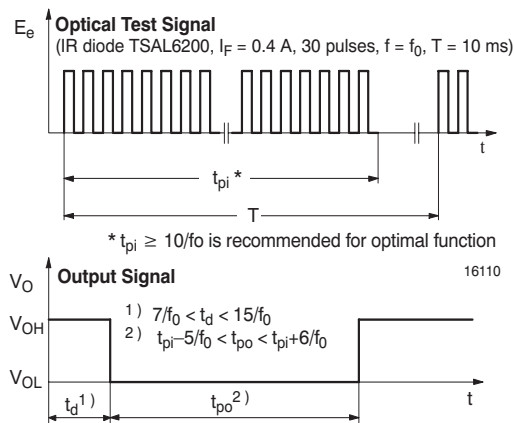 E_e Optical Test Signal
(IR diode TSAL6200, I_F = 0.4 A, 30 pulses, f = f_0, T = 10 ms)
t
t_pi *
T
* t_pi ≥ 10/fo is recommended for optimal function
V_O Output Signal 16110
V_OH
1) 7/f_0 < t_d < 15/f_0
2) t_pi–5/f_0 < t_po < t_pi+6/f_0
V_OL
t_d 1) t_po 2) t